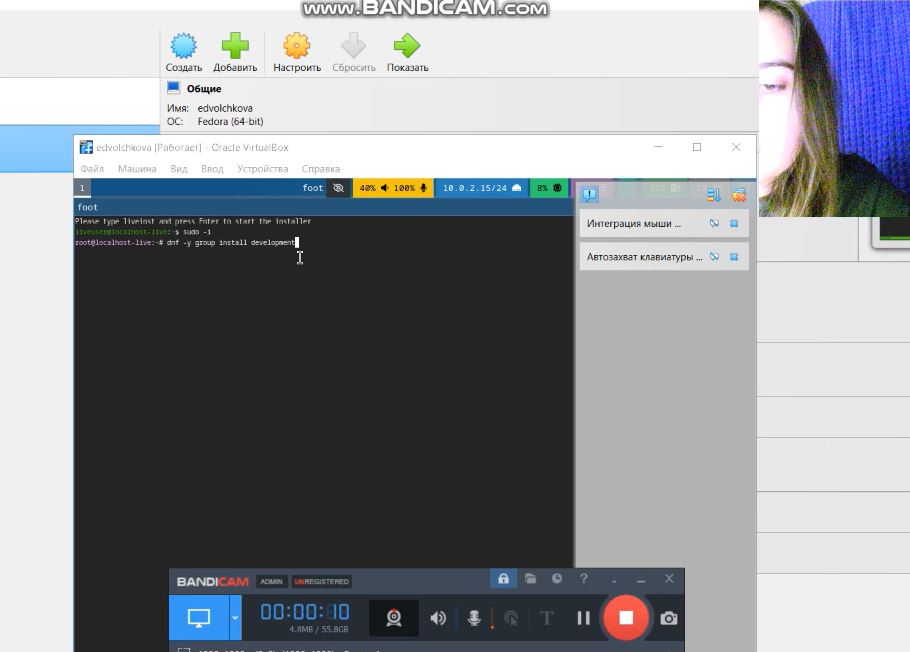 www.BANDICAM.com
Создать Добавить Настроить Сбросить Показать
Общие
Имя: edvolchkova
ОС: Fedora (64-bit)
edvolchkova [Работает] - Oracle VirtualBox
Файл Машина Вид Ввод Устройства Справка
1 foot 40% 100% 10.0.2.15/24 8%
foot
Please type liveinst and press Enter to start the installer
liveuser@localhost-live:~$ sudo -i
root@localhost-live:~# dnf -y group install development
Интеграция мыши ...
Автозахват клавиатуры ...
BANDICAM ADMIN UNREGISTERED
00:00:10
4.8MB / 55.8GB